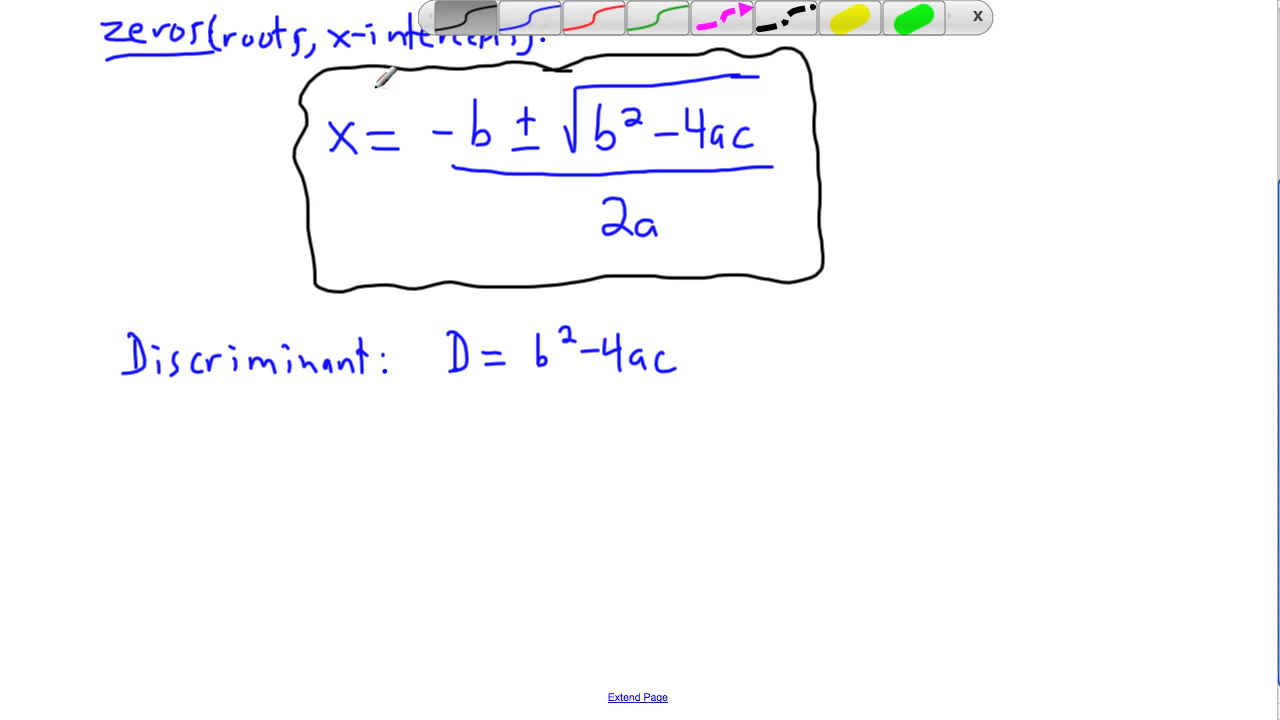 zeros (roots, x-intercepts):
x = -b ± √b² - 4ac
2a
Discriminant: D = b² - 4ac
Extend Page
X